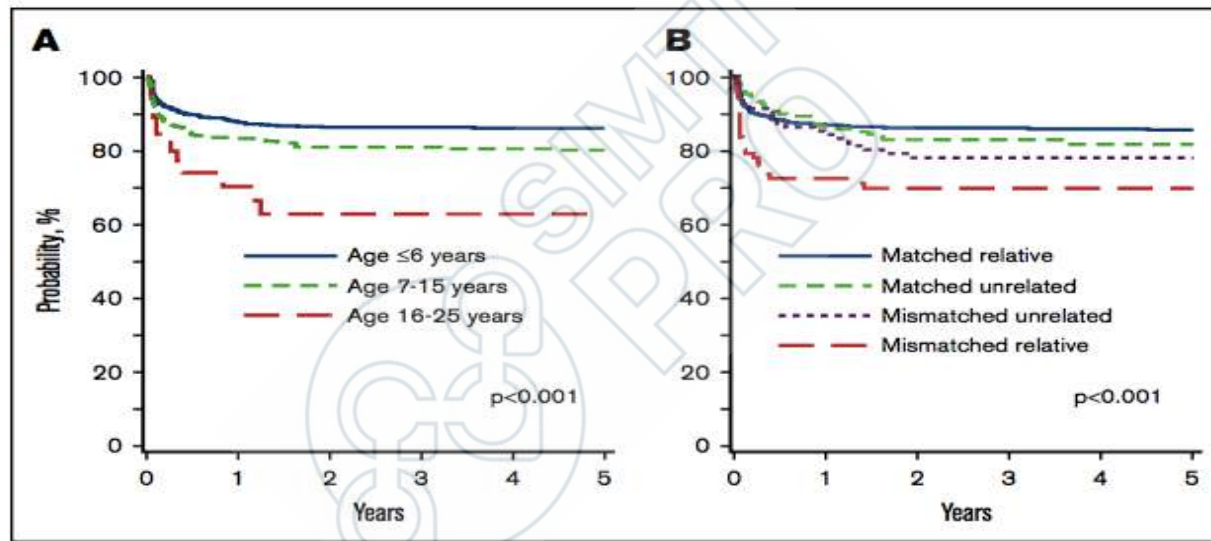 A
Probability, %
100
80
60
40
20
0
Age ≤6 years
Age 7-15 years
Age 16-25 years
p<0.001
0 1 2 3 4 5
Years
B
100
80
60
40
20
0
Matched relative
Matched unrelated
Mismatched unrelated
Mismatched relative
p<0.001
0 1 2 3 4 5
Years
PRO